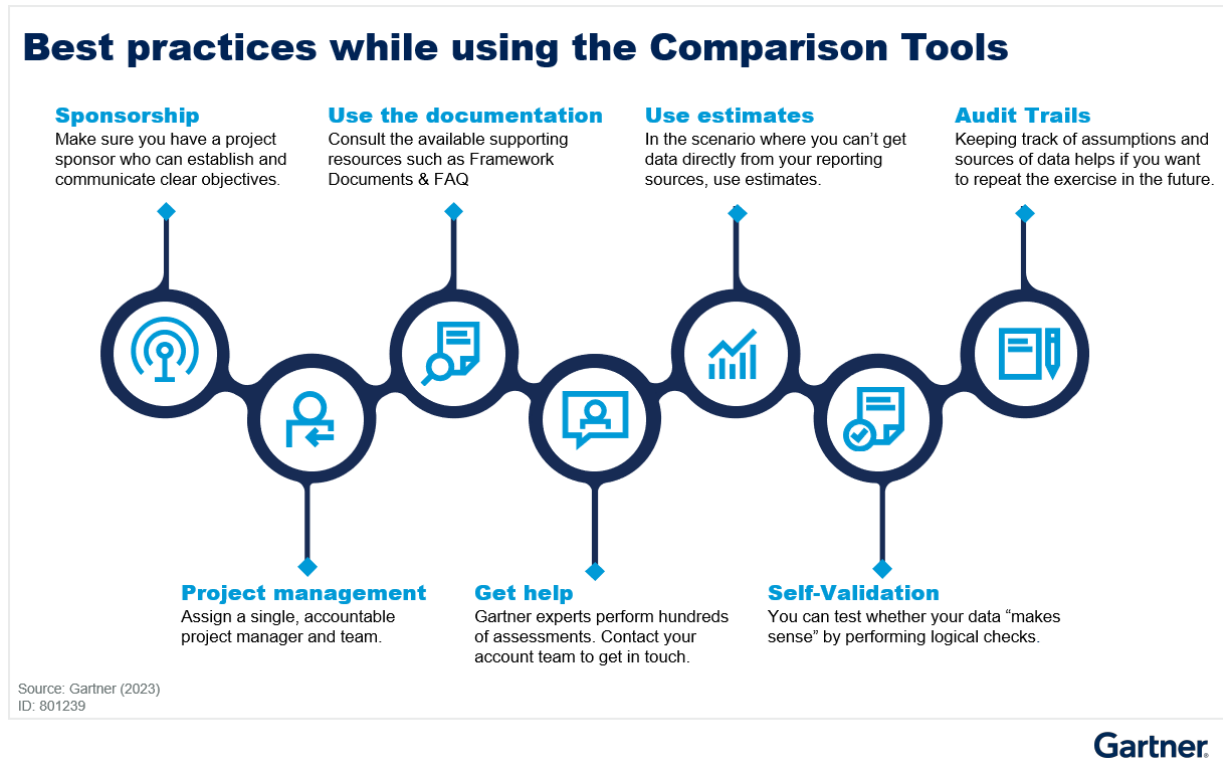 Best practices while using the Comparison Tools
Sponsorship
Make sure you have a project
sponsor who can establish and
communicate clear objectives.
Use the documentation
Consult the available supporting
resources such as Framework
Documents & FAQ
Use estimates
In the scenario where you can’t get
data directly from your reporting
sources, use estimates.
Audit Trails
Keeping track of assumptions and
sources of data helps if you want
to repeat the exercise in the future.
Project management
Assign a single, accountable
project manager and team.
Get help
Gartner experts perform hundreds
of assessments. Contact your
account team to get in touch.
Self-Validation
You can test whether your data “makes
sense” by performing logical checks.
Source: Gartner (2023)
ID: 801239
Gartner®